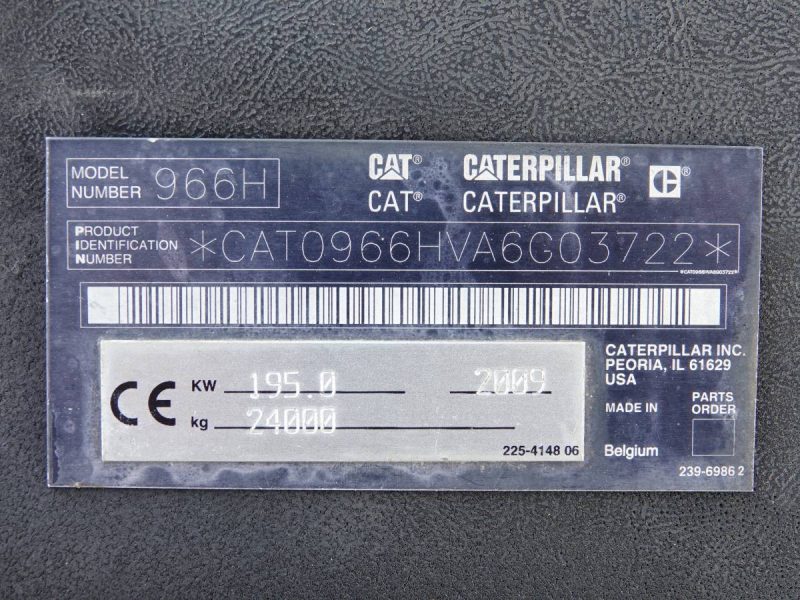 MODEL
NUMBER 966H
CAT® CATERPILLAR® C
CAT® CATERPILLAR®
PRODUCT
IDENTIFICATION
NUMBER
*CAT0966HVA6G03722*
*CAT0966HVA6G03722*
CE
KW 195.0 2009
kg 24000
225-4148 06
CATERPILLAR INC.
PEORIA, IL 61629
USA
MADE IN
Belgium
PARTS
ORDER
239-6986 2